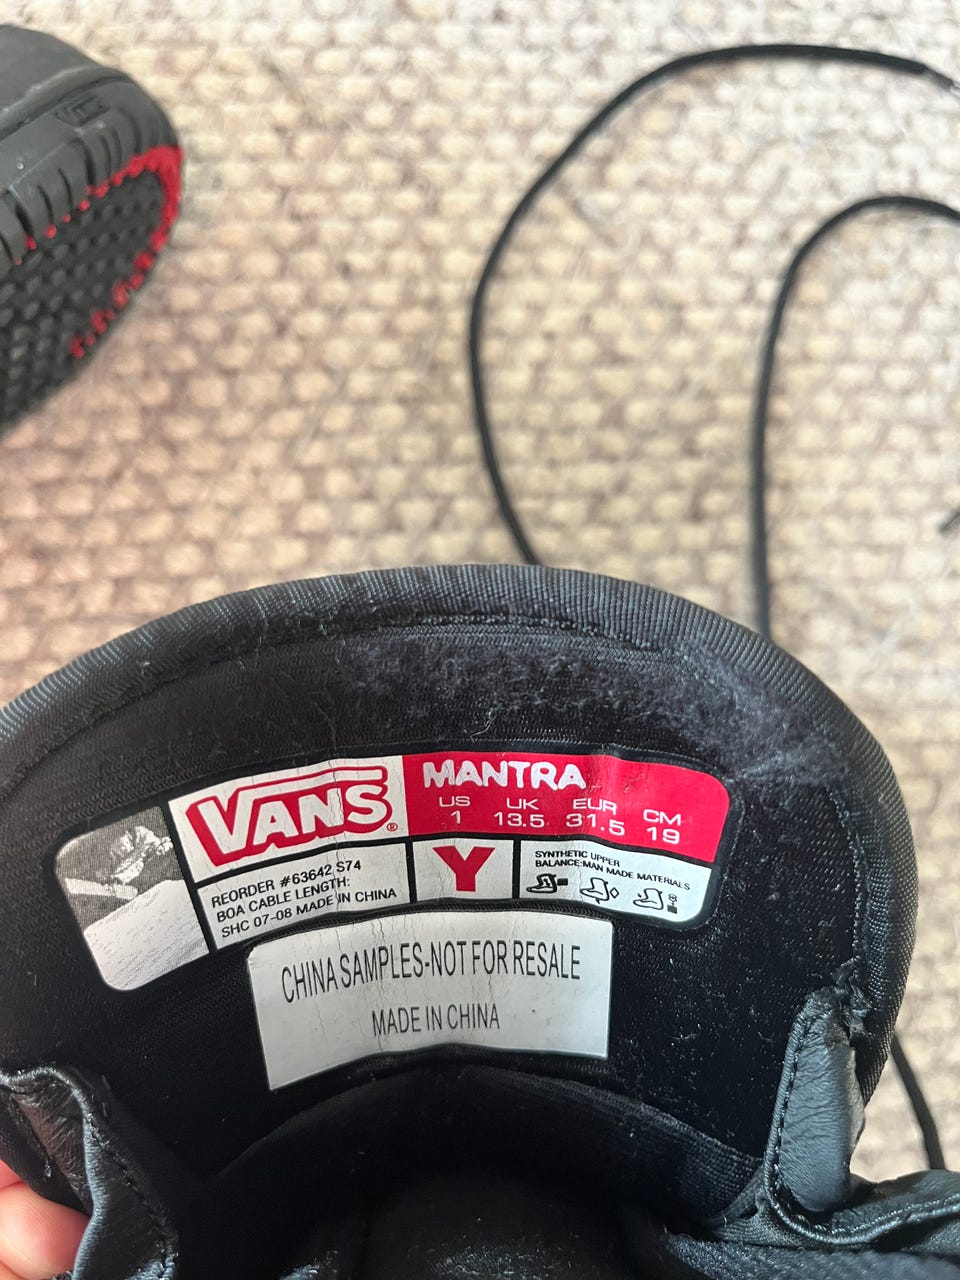 VANS®
MANTRA
US UK EUR CM
1 13.5 31.5 19
REORDER #63642 S74
BOA CABLE LENGTH:
SHC 07-08 MADE IN CHINA
Y
SYNTHETIC UPPER
BALANCE:MAN MADE MATERIALS
CHINA SAMPLES-NOT FOR RESALE
MADE IN CHINA